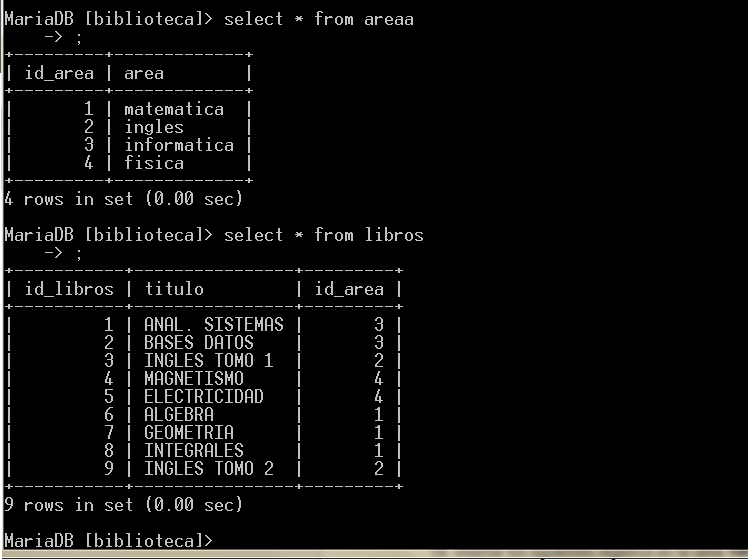 MariaDB [biblioteca]> select * from areaa
    -> ;
+---------+-------------+
| id_area | area        |
+---------+-------------+
|       1 | matematica  |
|       2 | ingles      |
|       3 | informatica |
|       4 | fisica      |
+---------+-------------+
4 rows in set (0.00 sec)
MariaDB [biblioteca]> select * from libros
    -> ;
+-----------+----------------+---------+
| id_libros | titulo         | id_area |
+-----------+----------------+---------+
|         1 | ANAL. SISTEMAS |       3 |
|         2 | BASES DATOS    |       3 |
|         3 | INGLES TOMO 1  |       2 |
|         4 | MAGNETISMO     |       4 |
|         5 | ELECTRICIDAD   |       4 |
|         6 | ALGEBRA        |       1 |
|         7 | GEOMETRIA      |       1 |
|         8 | INTEGRALES     |       1 |
|         9 | INGLES TOMO 2  |       2 |
+-----------+----------------+---------+
9 rows in set (0.00 sec)
MariaDB [biblioteca]>